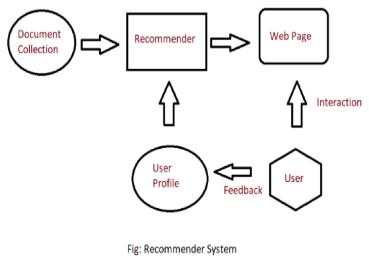 Document
Collection
Recommender
Web Page
Interaction
User
Profile
Feedback
User
Fig: Recommender System